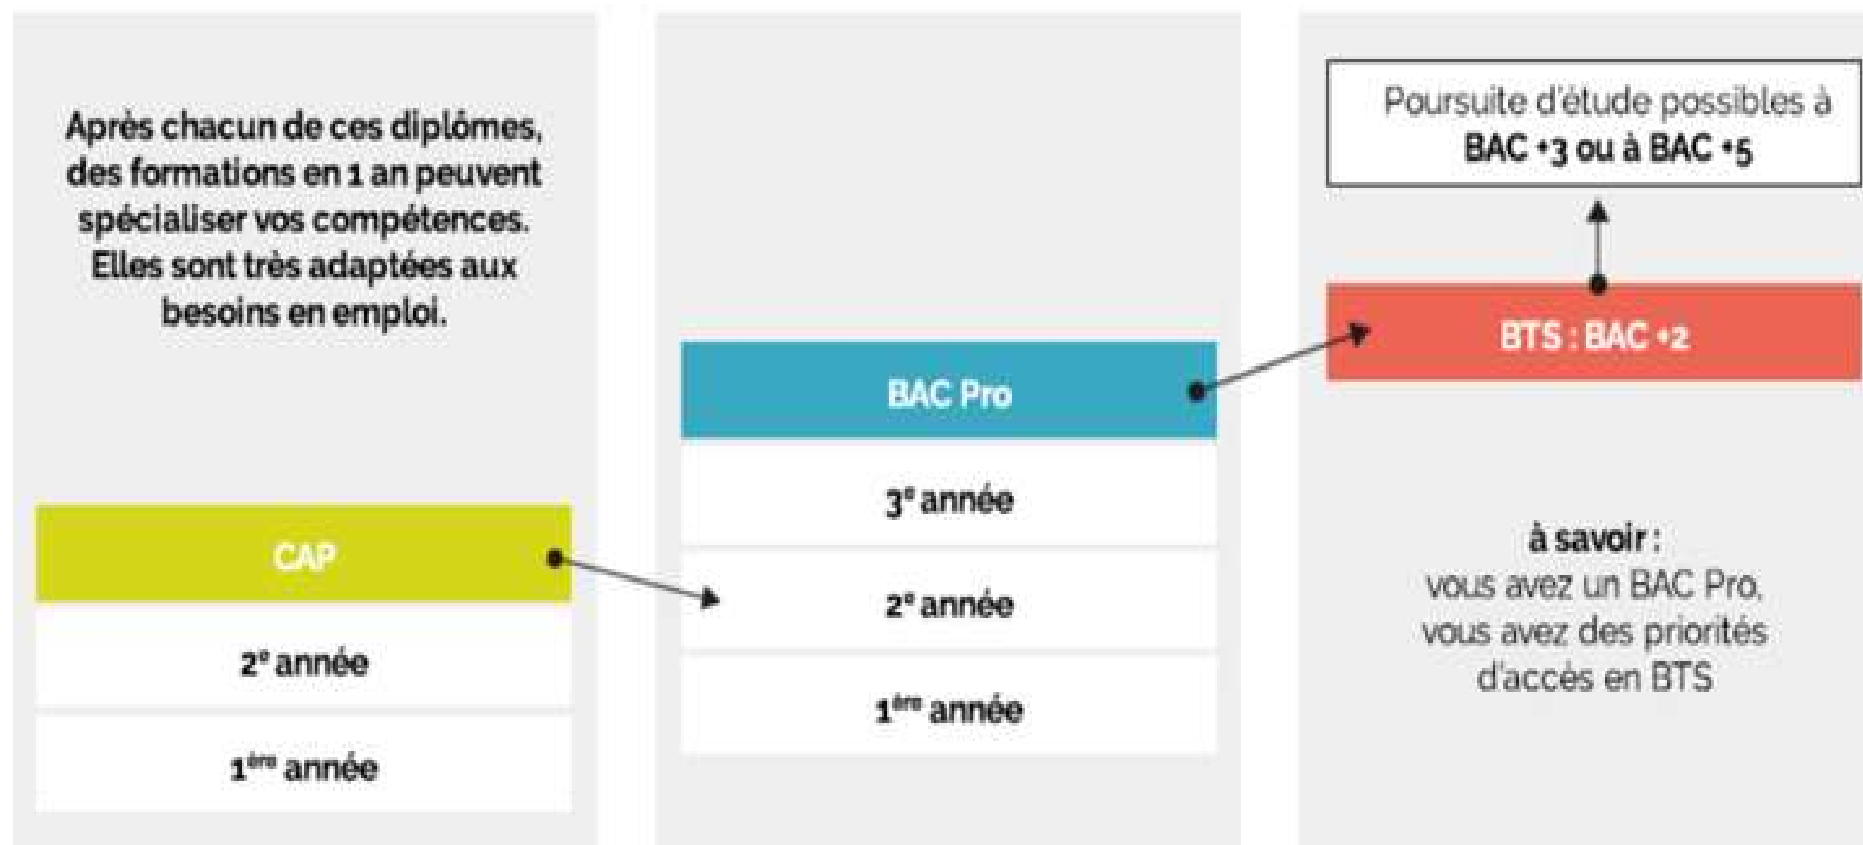 Après chacun de ces diplômes,
des formations en 1 an peuvent
spécialiser vos compétences.
Elles sont très adaptées aux
besoins en emploi.
CAP
2e année
1ère année
BAC Pro
3e année
2e année
1ère année
Poursuite d'étude possibles à
BAC +3 ou à BAC +5
BTS : BAC +2
à savoir :
vous avez un BAC Pro,
vous avez des priorités
d'accès en BTS